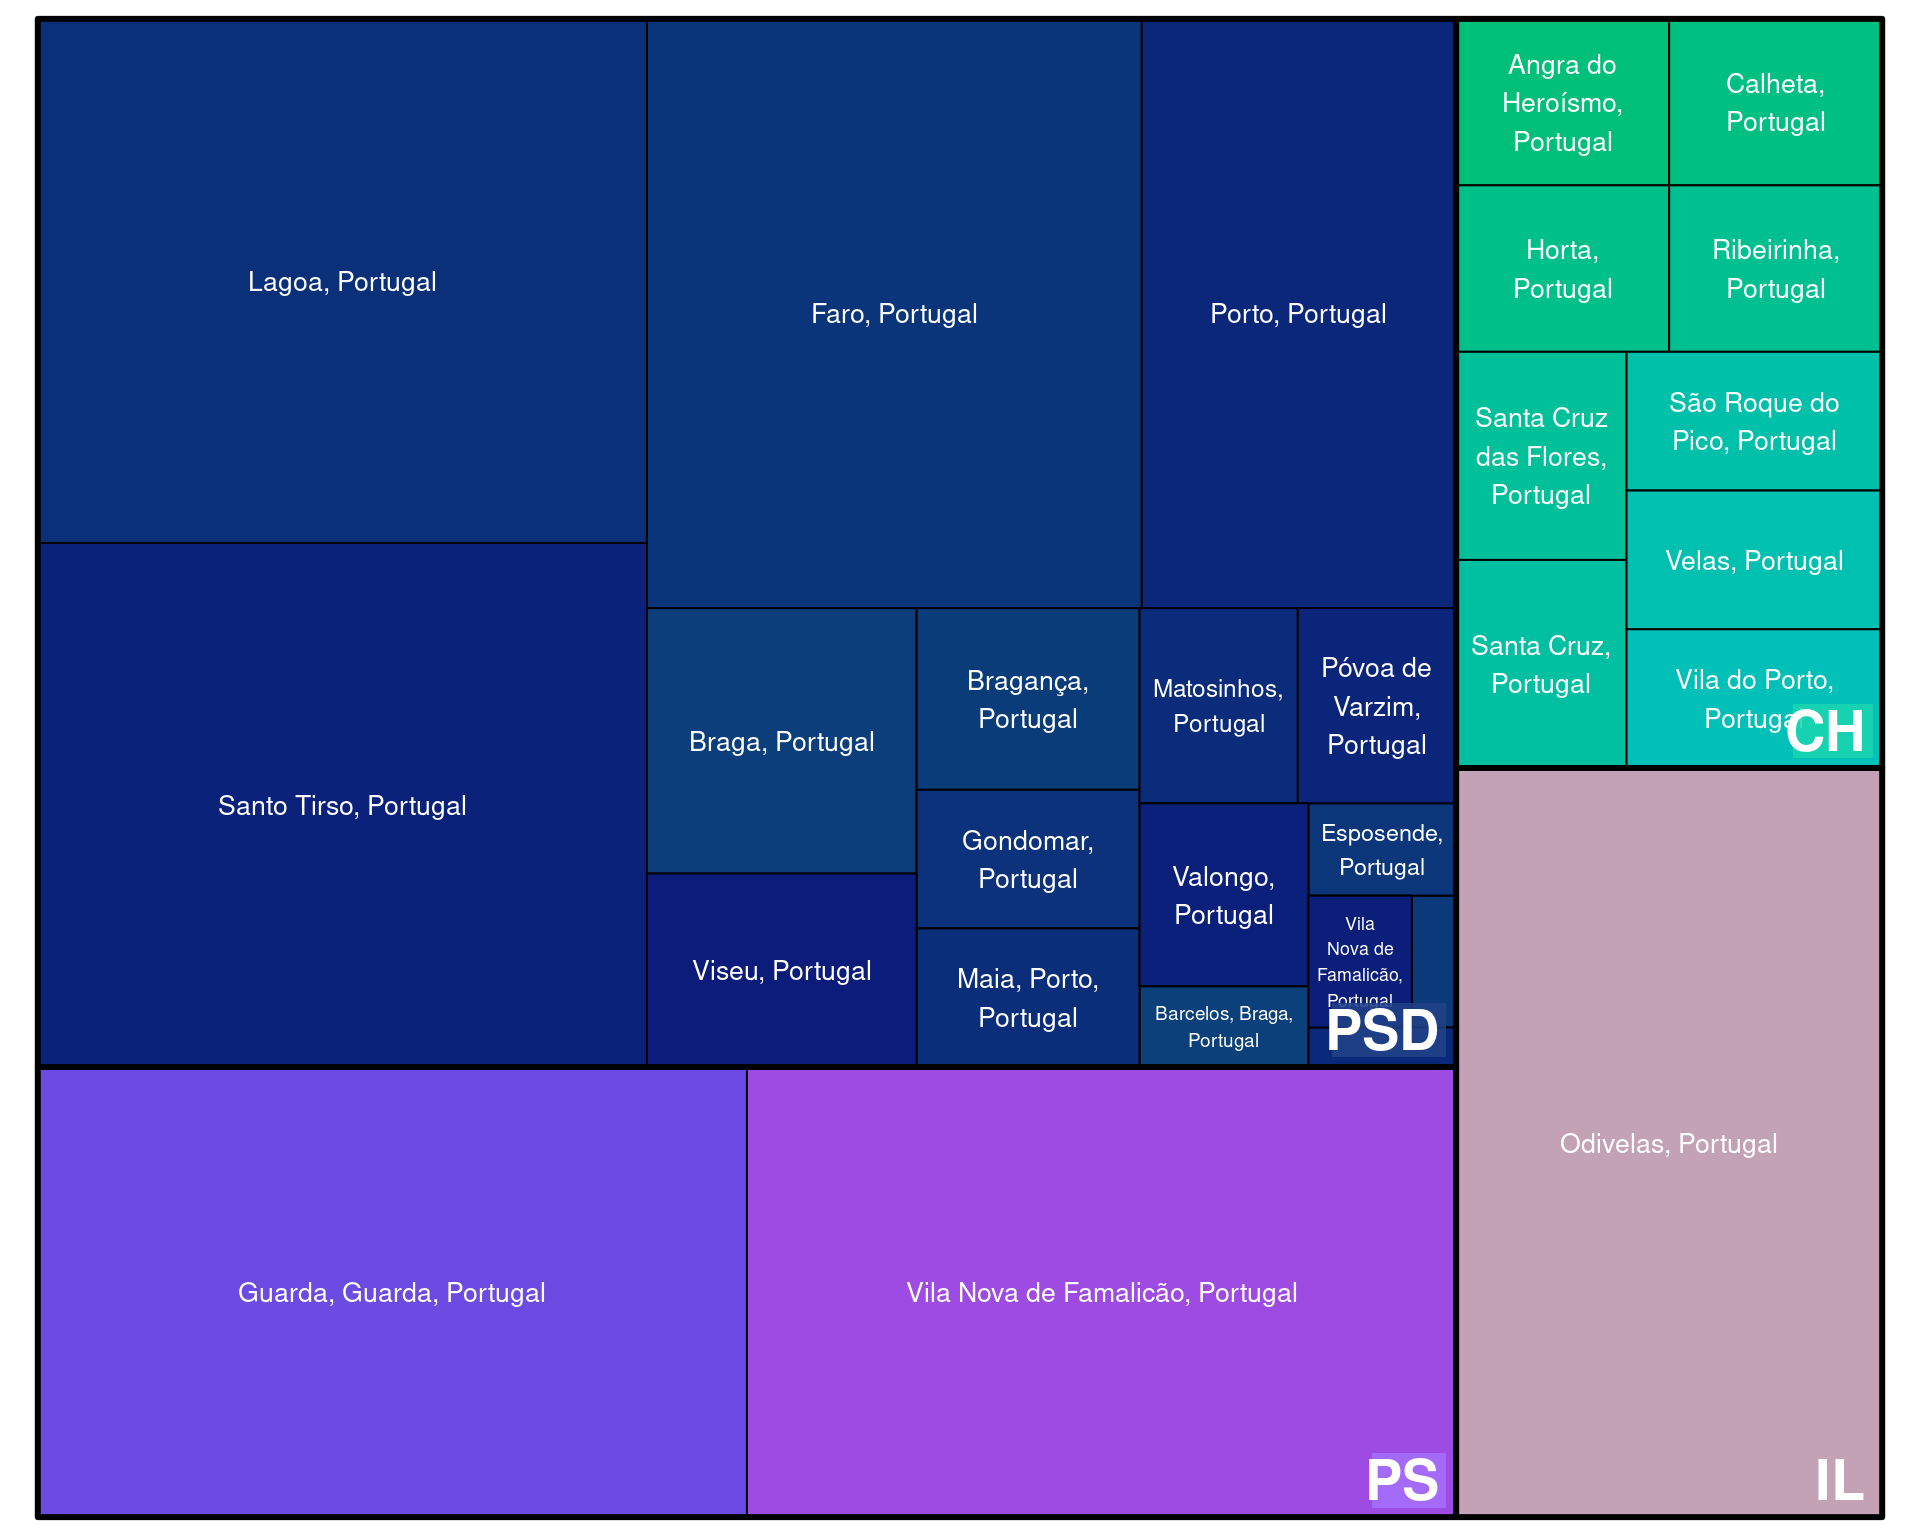 Lagoa, Portugal
Santo Tirso, Portugal
Faro, Portugal
Porto, Portugal
Braga, Portugal
Viseu, Portugal
Bragança,
Portugal
Gondomar,
Portugal
Maia, Porto,
Portugal
Matosinhos,
Portugal
Póvoa de
Varzim,
Portugal
Valongo,
Portugal
Barcelos, Braga,
Portugal
Esposende,
Portugal
Vila
Nova de
Famalicão,
Portugal
PSD
Guarda, Guarda, Portugal
Vila Nova de Famalicão, Portugal
PS
Angra do
Heroísmo,
Portugal
Calheta,
Portugal
Horta,
Portugal
Ribeirinha,
Portugal
Santa Cruz
das Flores,
Portugal
Santa Cruz,
Portugal
São Roque do
Pico, Portugal
Velas, Portugal
Vila do Porto,
Portugal
CH
Odivelas, Portugal
IL